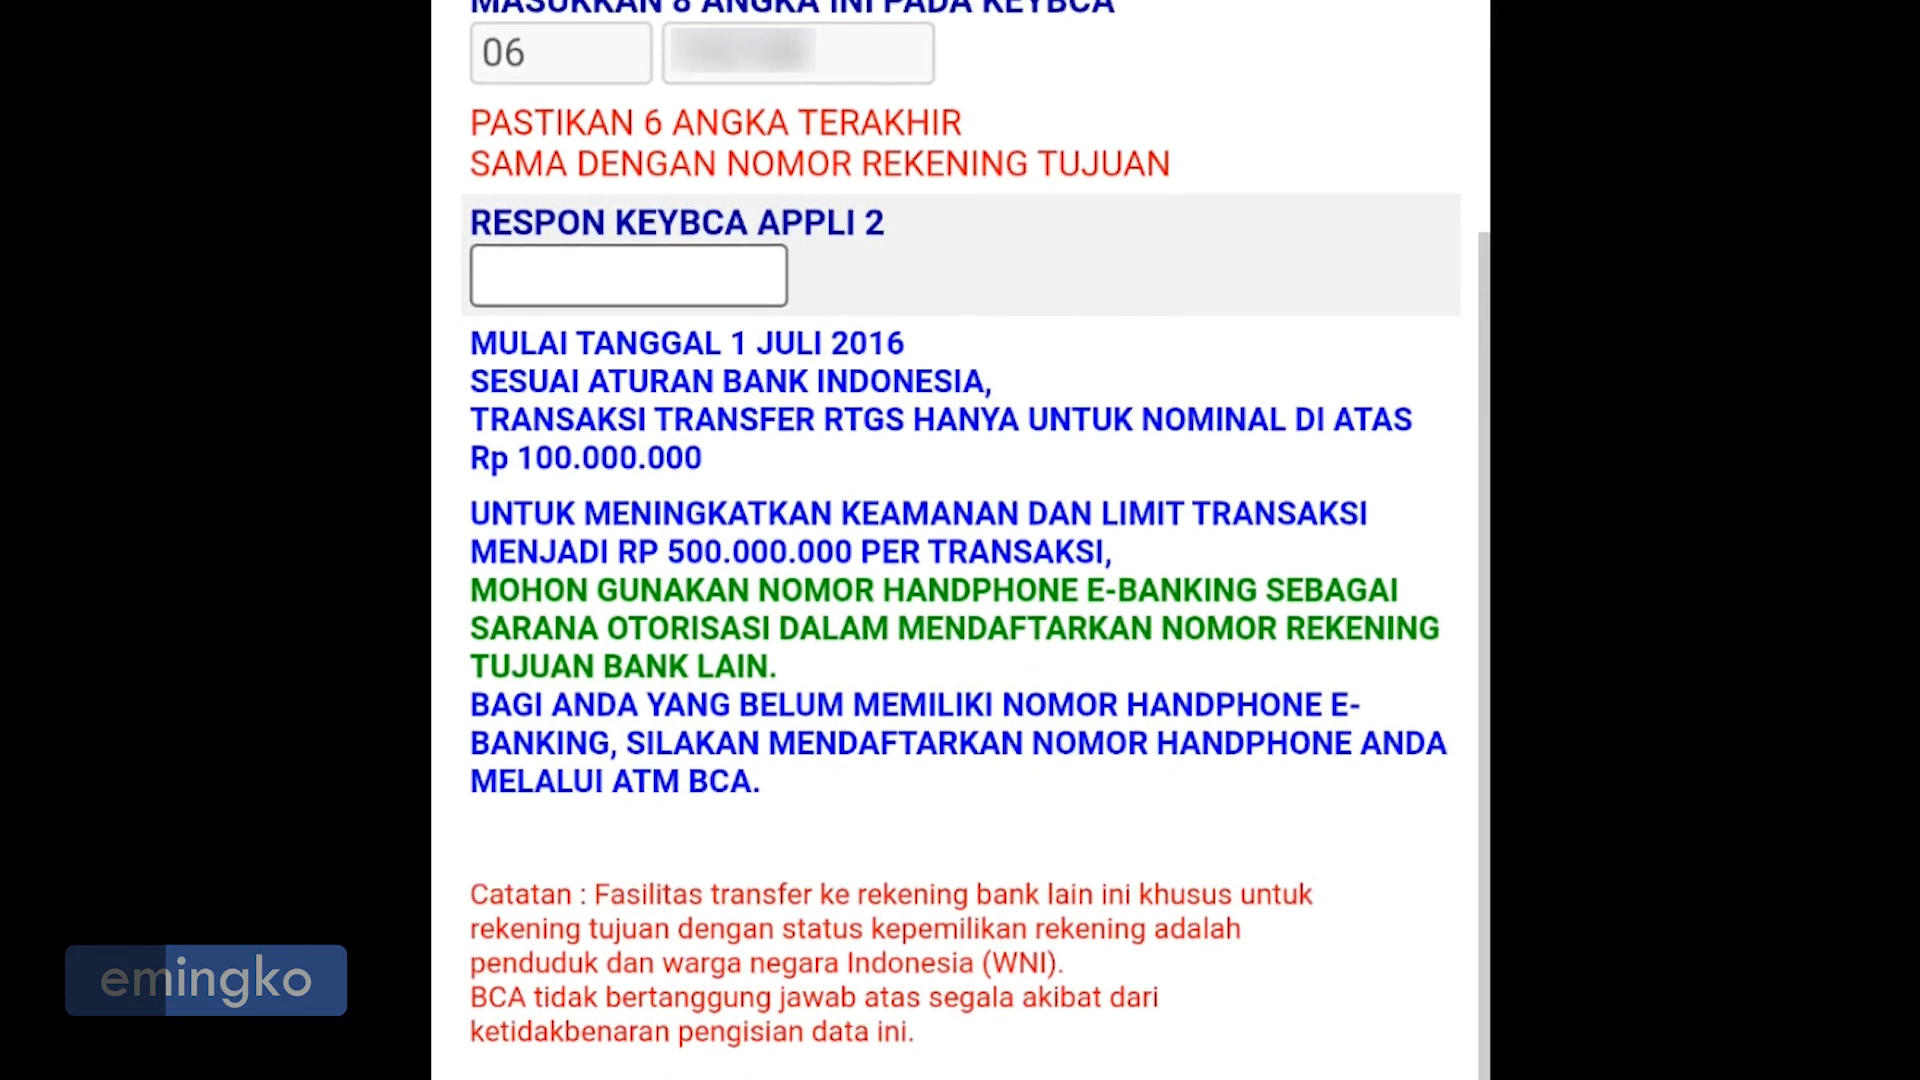 MASUKKAN 8 ANGKA INI PADA KEYBCA
06
PASTIKAN 6 ANGKA TERAKHIR
SAMA DENGAN NOMOR REKENING TUJUAN
RESPON KEYBCA APPLI 2
MULAI TANGGAL 1 JULI 2016
SESUAI ATURAN BANK INDONESIA,
TRANSAKSI TRANSFER RTGS HANYA UNTUK NOMINAL DI ATAS
Rp 100.000.000
UNTUK MENINGKATKAN KEAMANAN DAN LIMIT TRANSAKSI
MENJADI RP 500.000.000 PER TRANSAKSI,
MOHON GUNAKAN NOMOR HANDPHONE E-BANKING SEBAGAI
SARANA OTORISASI DALAM MENDAFTARKAN NOMOR REKENING
TUJUAN BANK LAIN.
BAGI ANDA YANG BELUM MEMILIKI NOMOR HANDPHONE E-
BANKING, SILAKAN MENDAFTARKAN NOMOR HANDPHONE ANDA
MELALUI ATM BCA.
Catatan : Fasilitas transfer ke rekening bank lain ini khusus untuk
rekening tujuan dengan status kepemilikan rekening adalah
penduduk dan warga negara Indonesia (WNI).
BCA tidak bertanggung jawab atas segala akibat dari
ketidakbenaran pengisian data ini.
emingko